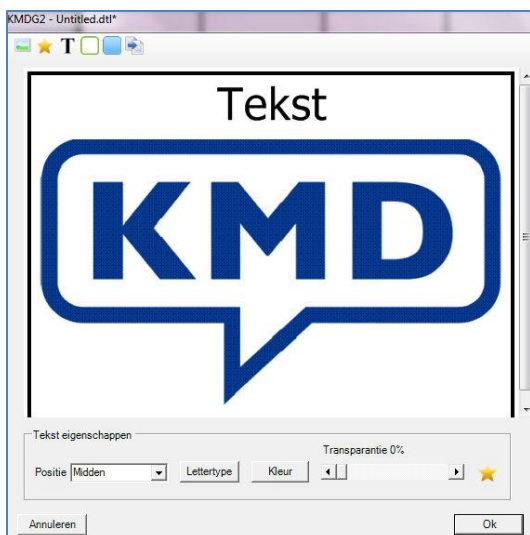 KMDG2 - Untitled.dtl*
T
Tekst
KMD
Tekst eigenschappen
Transparantie 0%
Positie Midden Lettertype Kleur
Annuleren Ok